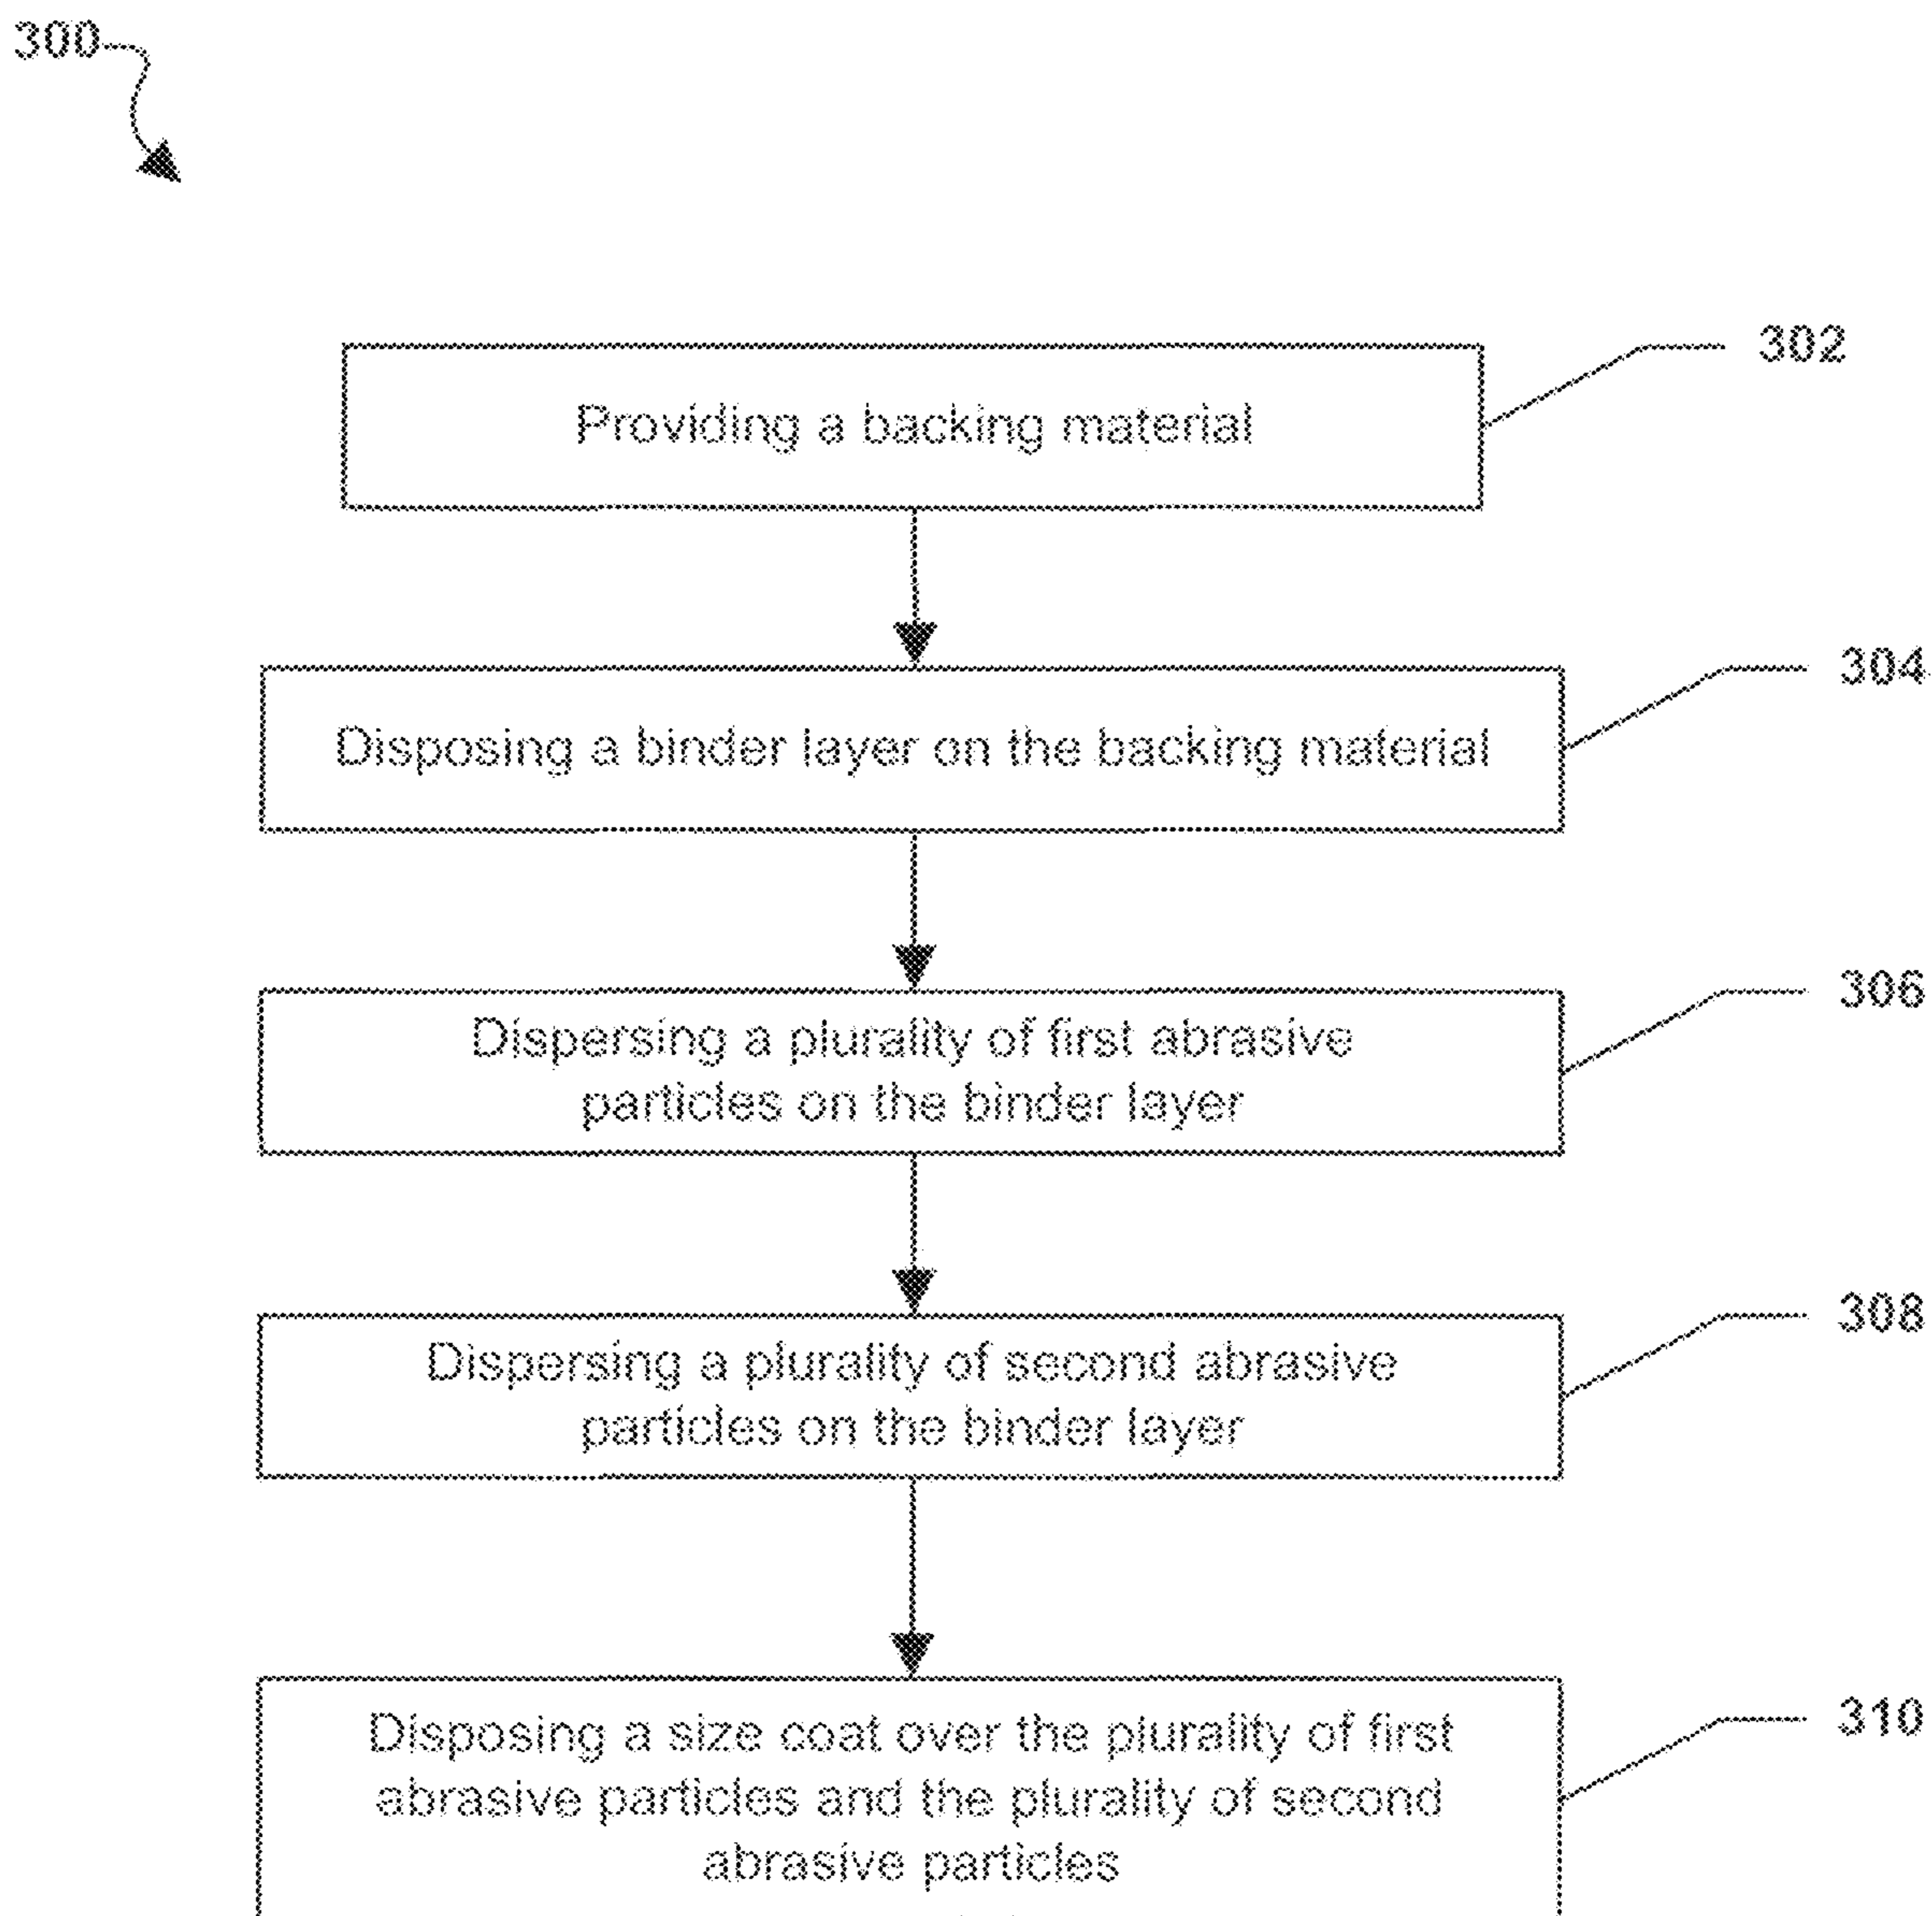 300
302
Providing a backing material
304
Disposing a binder layer on the backing material
306
Dispersing a plurality of first abrasive
particles on the binder layer
308
Dispersing a plurality of second abrasive
particles on the binder layer
310
Disposing a size coat over the plurality of first
abrasive particles and the plurality of second
abrasive particles